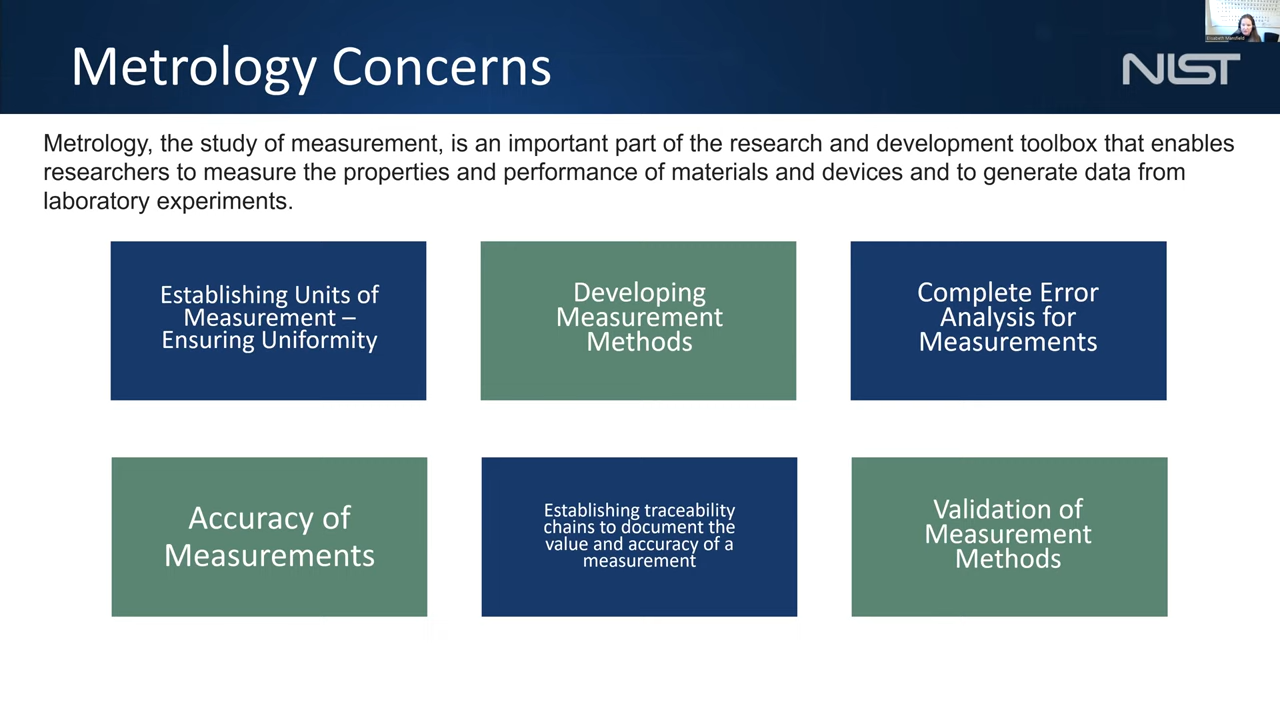 Metrology Concerns
NIST
Elisabeth Mansfield
Metrology, the study of measurement, is an important part of the research and development toolbox that enables
researchers to measure the properties and performance of materials and devices and to generate data from
laboratory experiments.
Establishing Units of
Measurement –
Ensuring Uniformity
Developing
Measurement
Methods
Complete Error
Analysis for
Measurements
Accuracy of
Measurements
Establishing traceability
chains to document the
value and accuracy of a
measurement
Validation of
Measurement
Methods